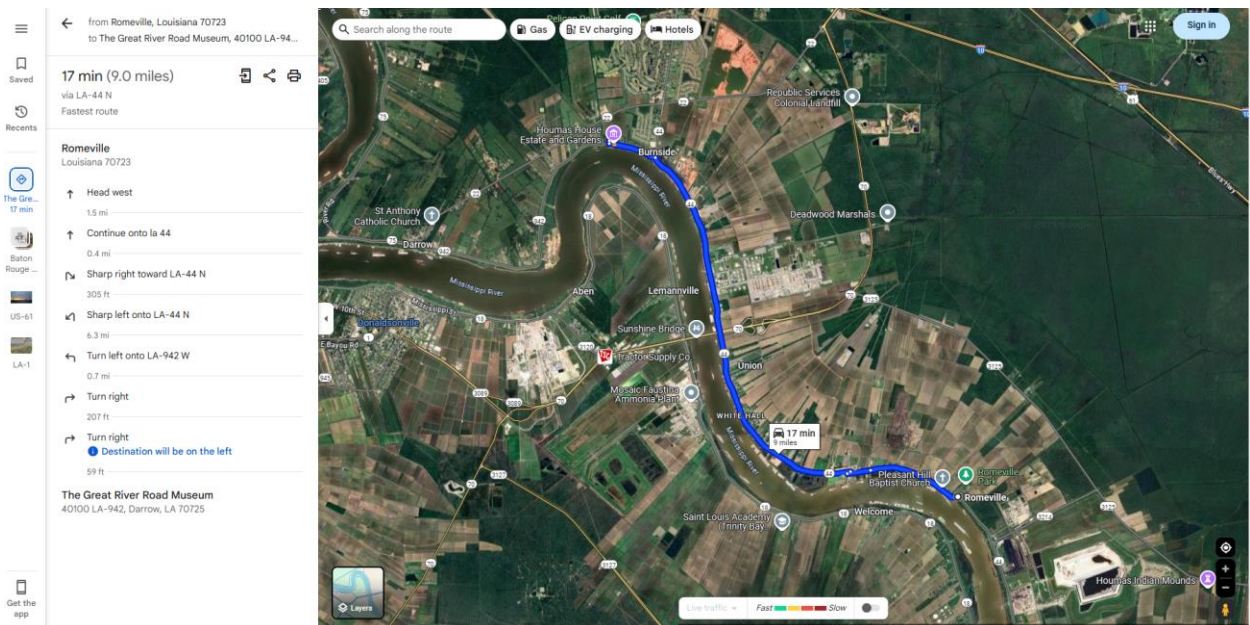 Saved
Recents
The Gre...
17 min
Baton
Rouge ...
US-61
LA-1
Get the
app
from Romeville, Louisiana 70723
to The Great River Road Museum, 40100 LA-94...
17 min (9.0 miles)
via LA-44 N
Fastest route
Romeville
Louisiana 70723
Head west
1.5 mi
Continue onto la 44
0.4 mi
Sharp right toward LA-44 N
305 ft
Sharp left onto LA-44 N
6.3 mi
Turn left onto LA-942 W
0.7 mi
Turn right
207 ft
Turn right
Destination will be on the left
59 ft
The Great River Road Museum
40100 LA-942, Darrow, LA 70725
Search along the route
Gas
EV charging
Hotels
Sign in
Republic Services
Colonial Landfill
Houmas House
Estate and Gardens
Burnside
Mississippi River
St Anthony
Catholic Church
Deadwood Marshals
Darrow
Mississippi River
Aben
Lemannville
Donaldsonville
Sunshine Bridge
Tractor Supply Co.
Union
Mosaic Faustina
Ammonia Plant
WHITE HALL
17 min
9 miles
Mississippi River
Pleasant Hill
Baptist Church
Romeville
Park
Romeville
Saint Louis Academy
(Trinity Bay...
Welcome
Houmas Indian Mounds
Layers
Live traffic
Fast
Slow